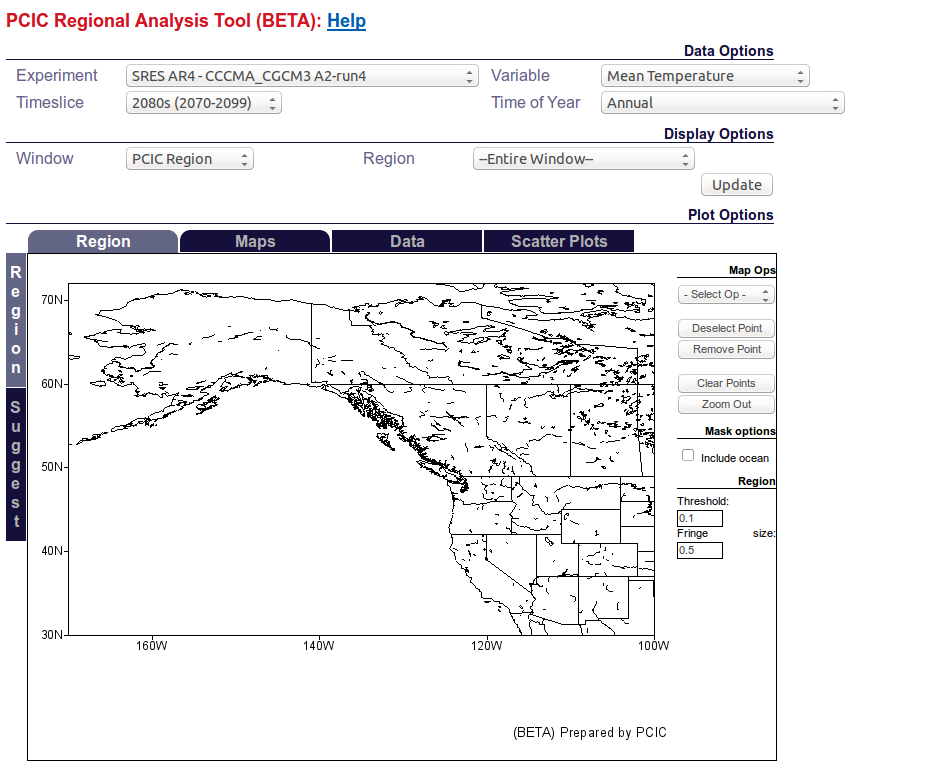 PCIC Regional Analysis Tool (BETA): Help
Data Options
Experiment SRES AR4 - CCCMA_CGCM3 A2-run4 Variable Mean Temperature
Timeslice 2080s (2070-2099) Time of Year Annual
Display Options
Window PCIC Region Region --Entire Window--
Update
Plot Options
Region Maps Data Scatter Plots
Region
Suggest
70N
60N
50N
40N
30N
160W 140W 120W 100W
(BETA) Prepared by PCIC
Map Ops
- Select Op -
Deselect Point
Remove Point
Clear Points
Zoom Out
Mask options
Include ocean
Region
Threshold:
0.1
Fringe size:
0.5